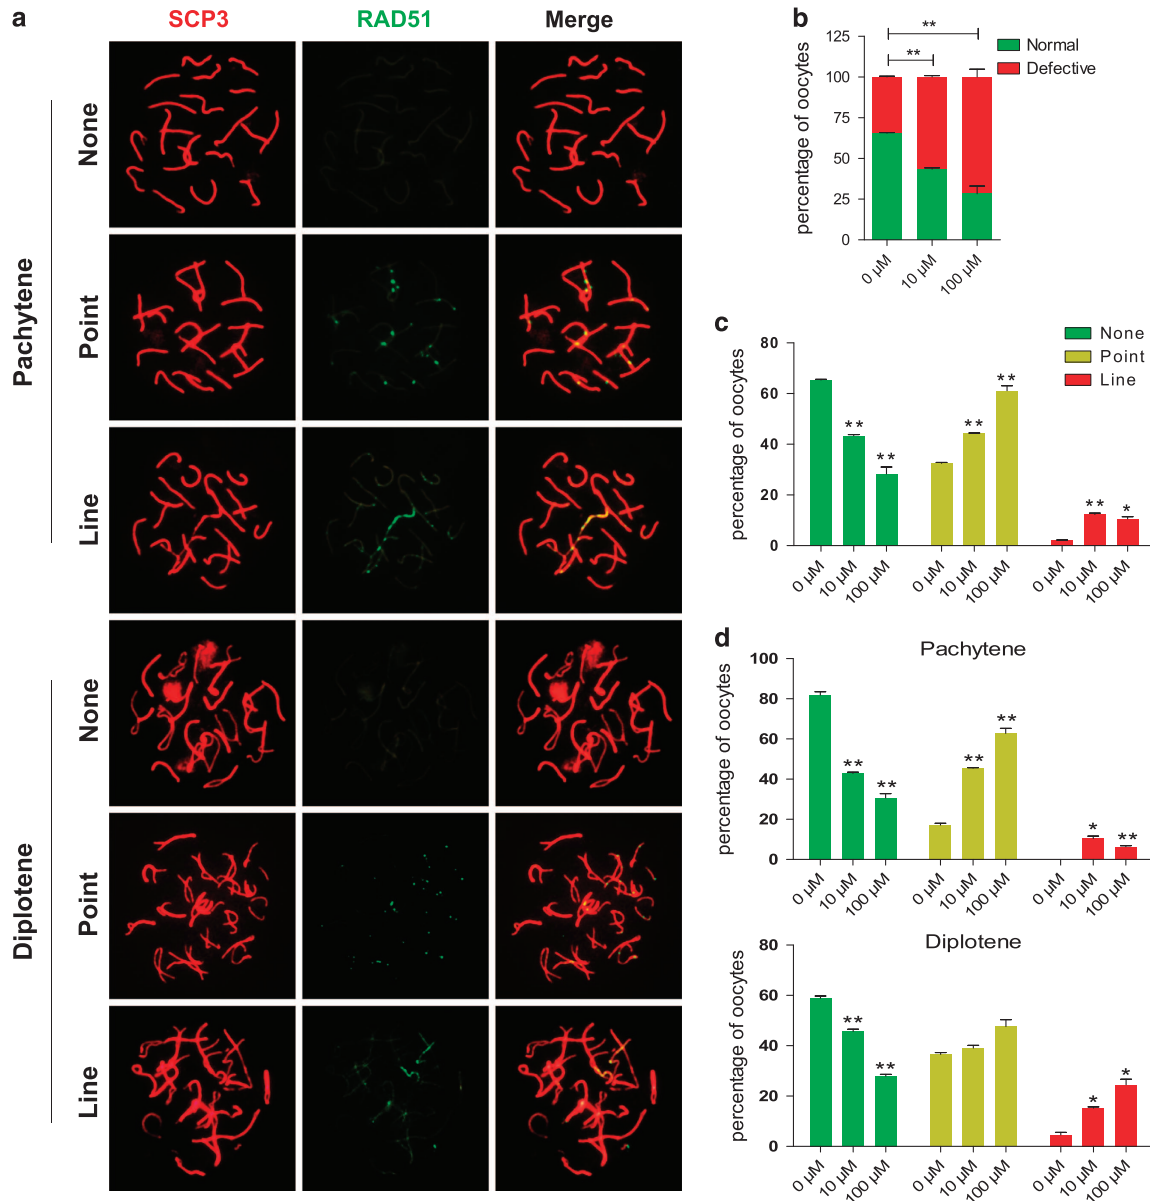 a
SCP3 RAD51 Merge
Pachytene
None
Point
Line
Diplotene
None
Point
Line
b
percentage of oocytes
125
100
75
50
25
0
**
**
Normal
Defective
0 µM 10 µM 100 µM
c
percentage of oocytes
80
60
40
20
0
None
Point
Line
** ** ** ** ** *
0 µM 10 µM 100 µM 0 µM 10 µM 100 µM 0 µM 10 µM 100 µM
d
Pachytene
percentage of oocytes
100
80
60
40
20
0
** ** ** ** * **
0 µM 10 µM 100 µM 0 µM 10 µM 100 µM 0 µM 10 µM 100 µM
Diplotene
percentage of oocytes
80
60
40
20
0
** ** * *
0 µM 10 µM 100 µM 0 µM 10 µM 100 µM 0 µM 10 µM 100 µM